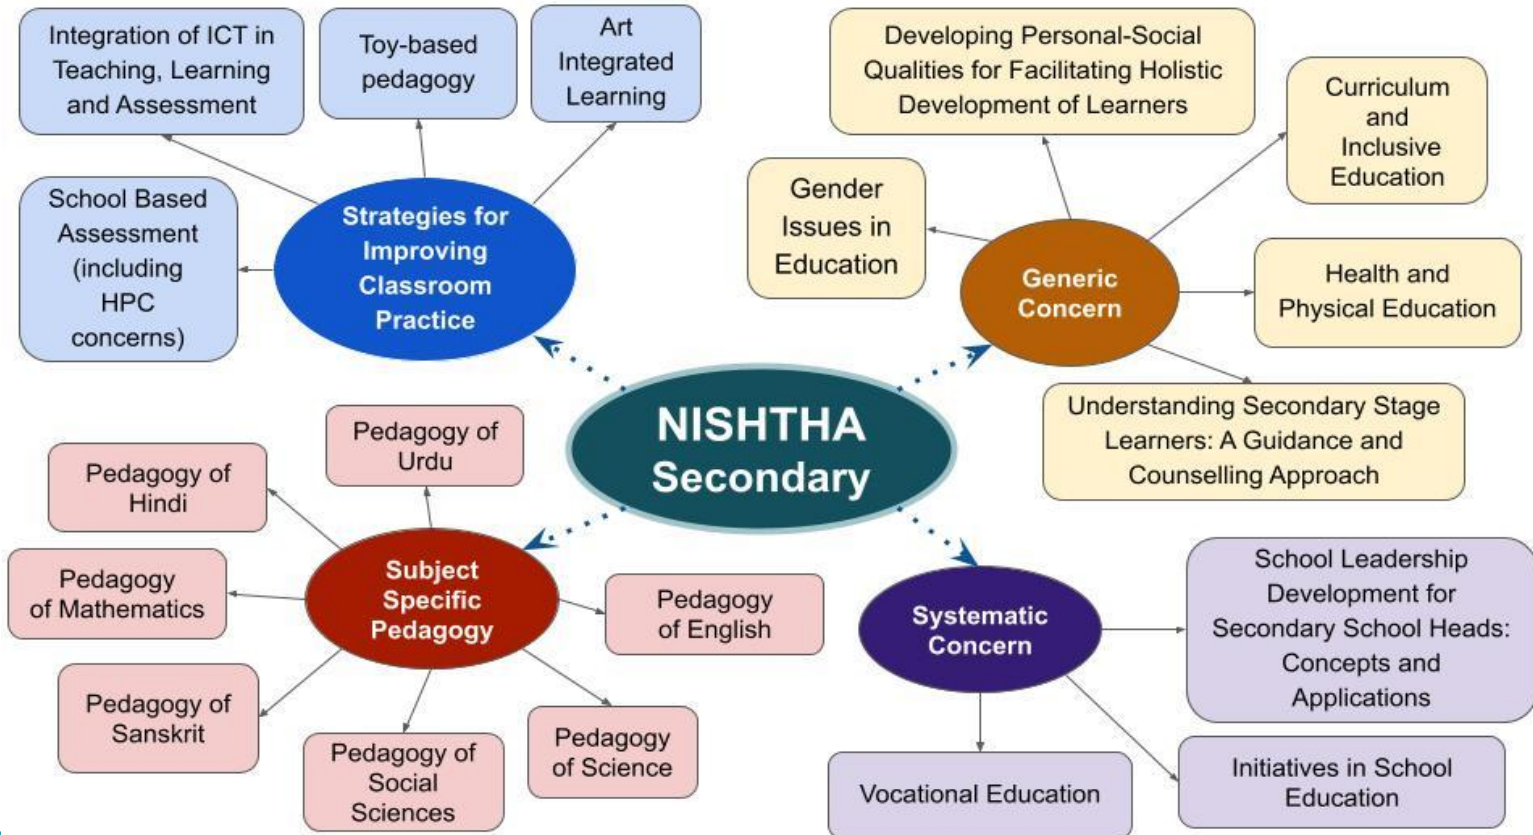 Integration of ICT in
Teaching, Learning
and Assessment
Toy-based
pedagogy
Art
Integrated
Learning
School Based
Assessment
(including
HPC
concerns)
Strategies for
Improving
Classroom
Practice
Developing Personal-Social
Qualities for Facilitating Holistic
Development of Learners
Curriculum
and
Inclusive
Education
Gender
Issues in
Education
Generic
Concern
Health and
Physical Education
Understanding Secondary Stage
Learners: A Guidance and
Counselling Approach
NISHTHA
Secondary
Pedagogy of
Urdu
Pedagogy of
Hindi
Pedagogy
of Mathematics
Subject
Specific
Pedagogy
Pedagogy
of English
Pedagogy of
Sanskrit
Pedagogy of
Social
Sciences
Pedagogy
of Science
Systematic
Concern
School Leadership
Development for
Secondary School Heads:
Concepts and
Applications
Vocational Education
Initiatives in School
Education